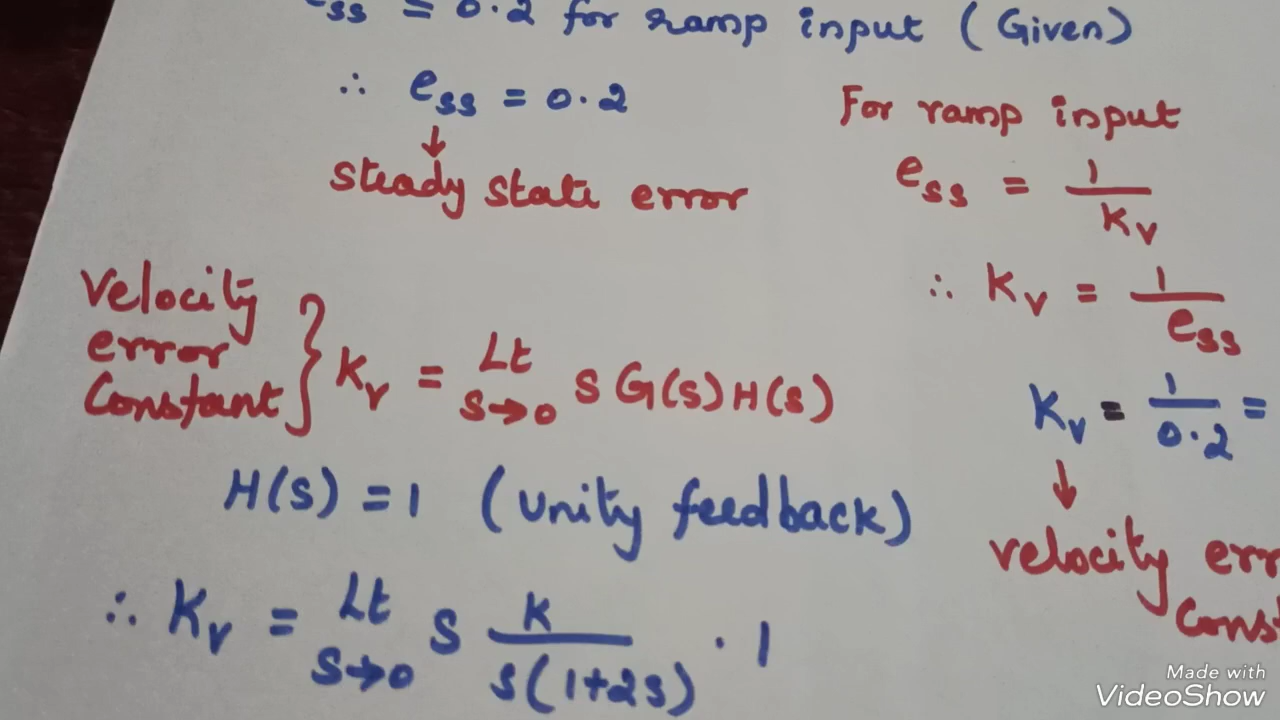 ess = 0.2 for ramp input (Given)
∴ ess = 0.2
↓
steady state error
For ramp input
ess = 1/Kv
∴ Kv = 1/ess
Kv = 1/0.2 =
↓
velocity err
Cons
Velocity
error
Constant } Kv = Lt s→0 s G(s) H(s)
H(s) = 1 (Unity feedback)
∴ Kv = Lt s→0 s K/s(1+2s) . 1
Made with
VideoShow